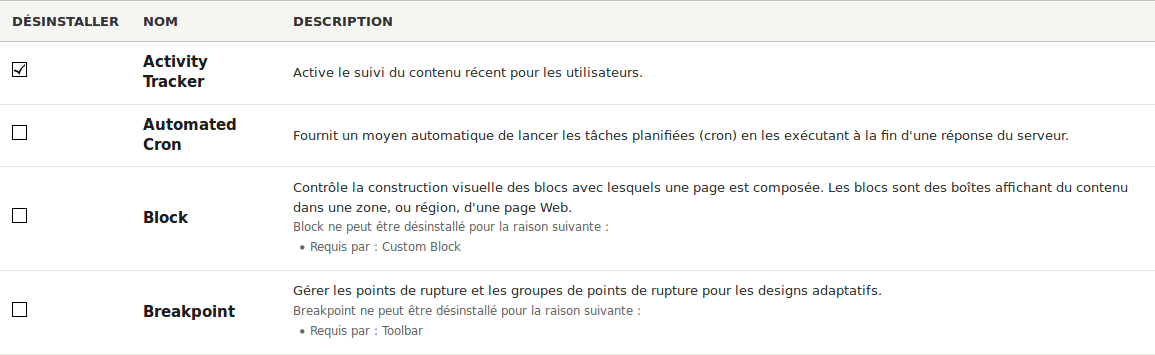 DÉSINSTALLER NOM DESCRIPTION
Activity
Tracker
Active le suivi du contenu récent pour les utilisateurs.
Automated
Cron
Fournit un moyen automatique de lancer les tâches planifiées (cron) en les exécutant à la fin d'une réponse du serveur.
Block
Contrôle la construction visuelle des blocs avec lesquels une page est composée. Les blocs sont des boîtes affichant du contenu
dans une zone, ou région, d'une page Web.
Block ne peut être désinstallé pour la raison suivante :
• Requis par : Custom Block
Breakpoint
Gérer les points de rupture et les groupes de points de rupture pour les designs adaptatifs.
Breakpoint ne peut être désinstallé pour la raison suivante :
• Requis par : Toolbar